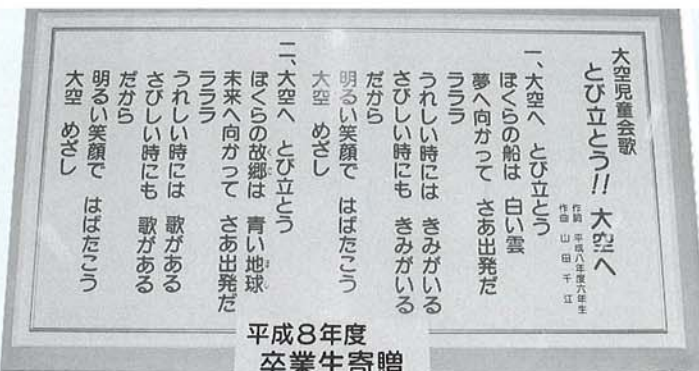 大空児童会歌
とび立とう!! 大空へ
作詞 平成八年度六年生
作曲 山田千江
一、大空へ とび立とう
ぼくらの船は 白い雲
夢へ向かって さあ出発だ
ラララ
うれしい時には きみがいる
さびしい時にも きみがいる
だから
明るい笑顔で はばたこう
大空 めざし
二、大空へ とび立とう
ぼくらの故郷は 青い地球
未来へ向かって さあ出発だ
ラララ
うれしい時には 歌がある
さびしい時にも 歌がある
だから
明るい笑顔で はばたこう
大空 めざし
平成8年度
卒業生寄贈